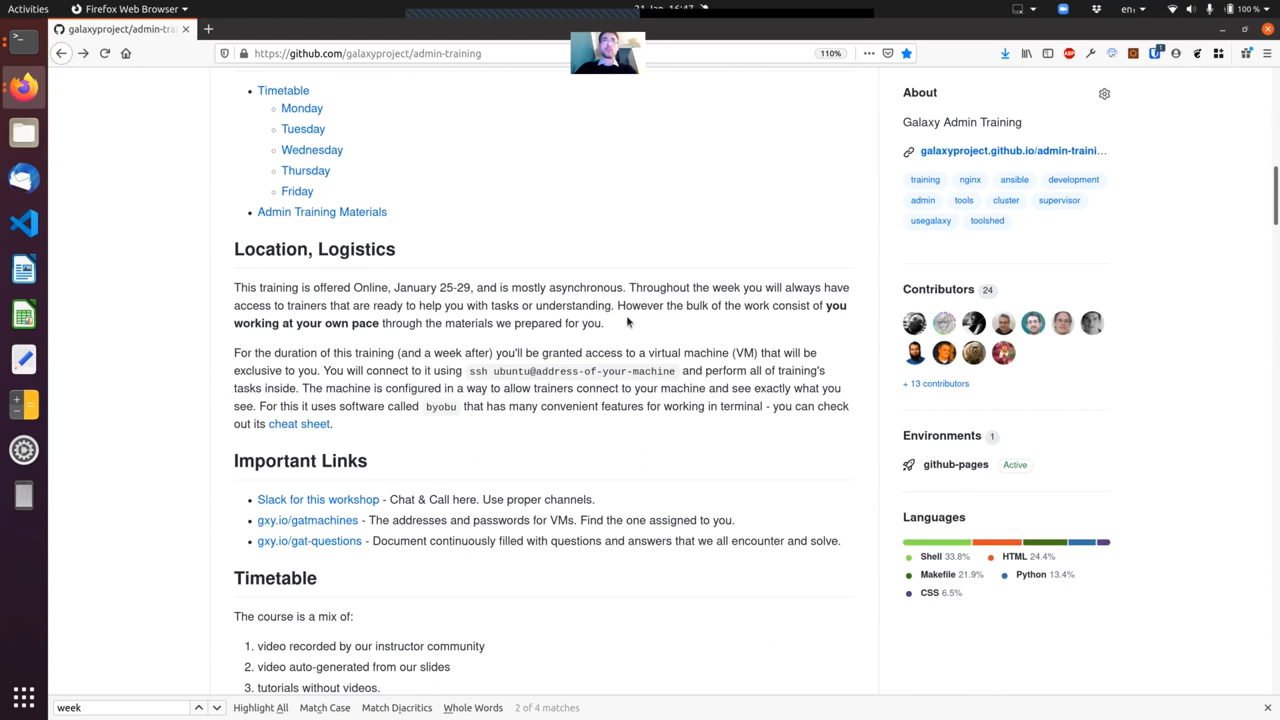 Activities
Firefox Web Browser
21. Jan 16:47
en
100 %
galaxyproject/admin-trai
https://github.com/galaxyproject/admin-training
110%
Timetable
Monday
Tuesday
Wednesday
Thursday
Friday
Admin Training Materials
Location, Logistics
This training is offered Online, January 25-29, and is mostly asynchronous. Throughout the week you will always have
access to trainers that are ready to help you with tasks or understanding. However the bulk of the work consist of you
working at your own pace through the materials we prepared for you.
For the duration of this training (and a week after) you'll be granted access to a virtual machine (VM) that will be
exclusive to you. You will connect to it using ssh ubuntu@address-of-your-machine and perform all of training's
tasks inside. The machine is configured in a way to allow trainers connect to your machine and see exactly what you
see. For this it uses software called byobu that has many convenient features for working in terminal - you can check
out its cheat sheet.
Important Links
Slack for this workshop - Chat & Call here. Use proper channels.
gxy.io/gatmachines - The addresses and passwords for VMs. Find the one assigned to you.
gxy.io/gat-questions - Document continuously filled with questions and answers that we all encounter and solve.
Timetable
The course is a mix of:
1. video recorded by our instructor community
2. video auto-generated from our slides
3. tutorials without videos.
About
Galaxy Admin Training
galaxyproject.github.io/admin-traini...
training nginx ansible development
admin tools cluster supervisor
usegalaxy toolshed
Contributors 24
+ 13 contributors
Environments 1
github-pages Active
Languages
Shell 33.8% HTML 24.4%
Makefile 21.9% Python 13.4%
CSS 6.5%
week
Highlight All Match Case Match Diacritics Whole Words 2 of 4 matches